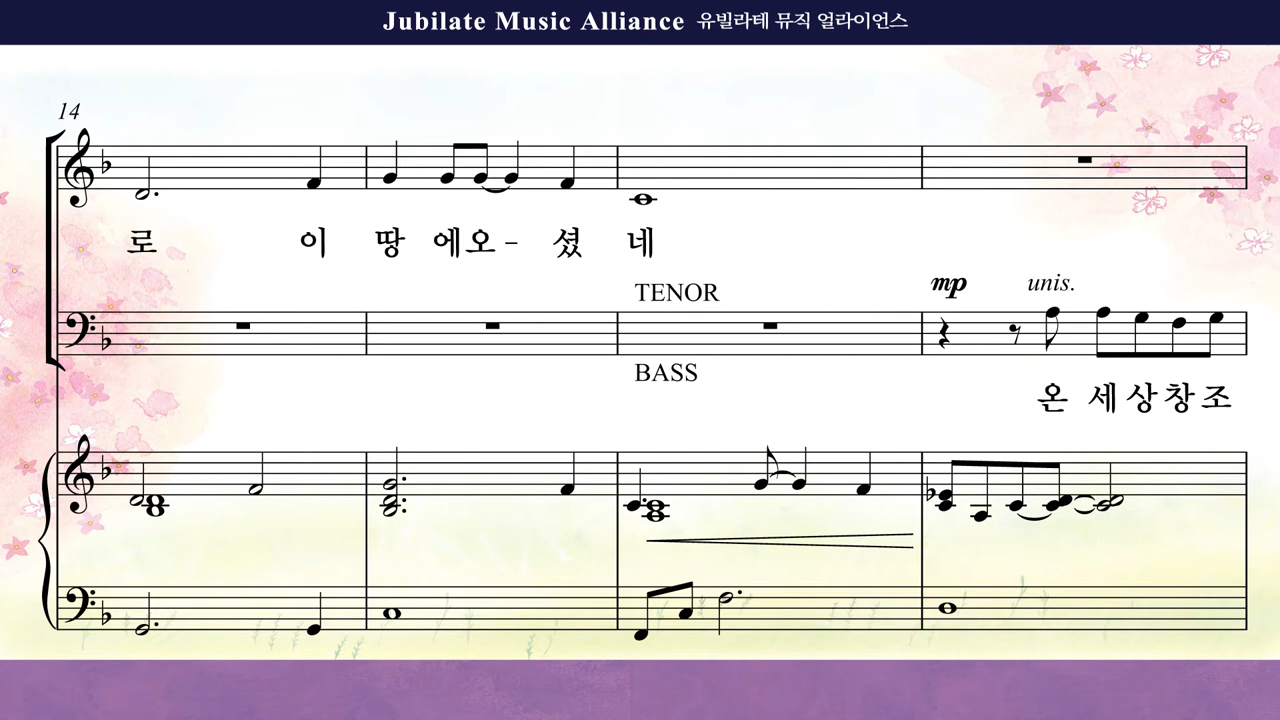 Jubilate Music Alliance 유빌라테 뮤직 얼라이언스
14
로 이 땅 에 오 - 셨 네
TENOR
mp unis.
BASS
온 세 상 창 조